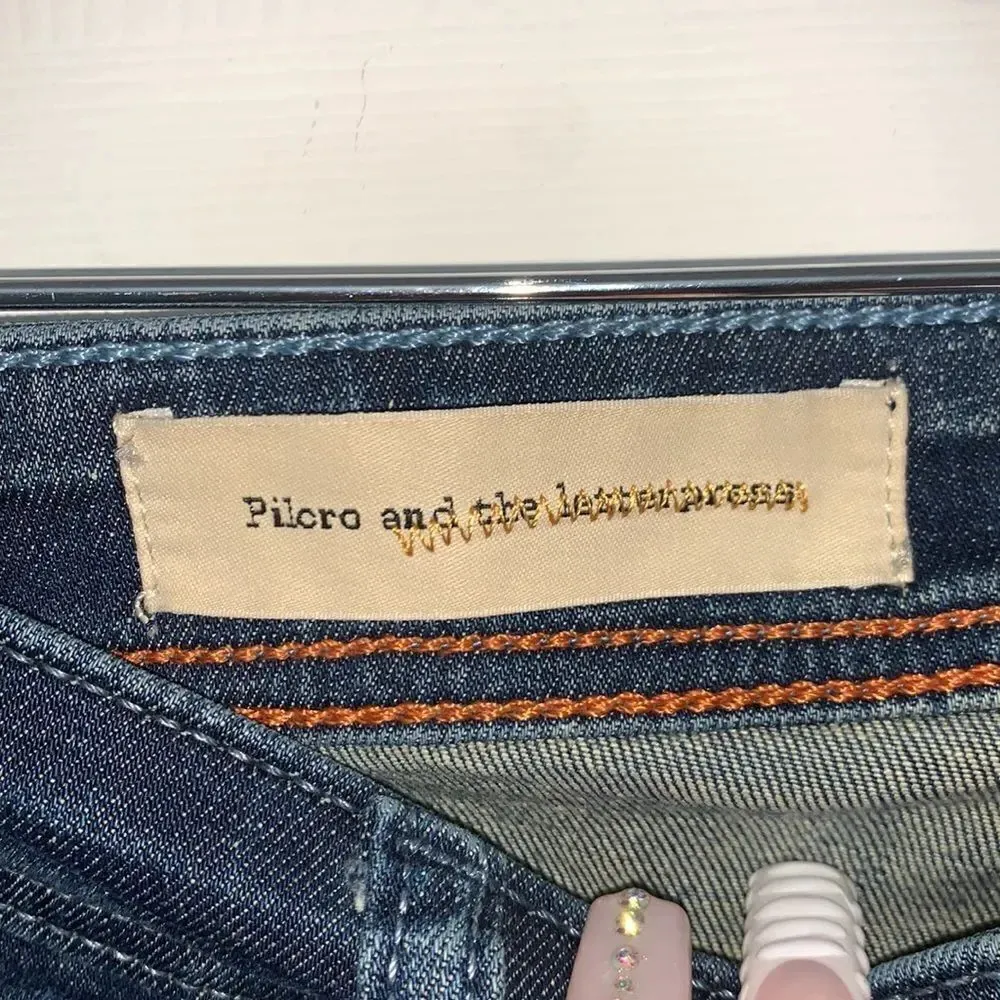 Pilcro and the letterpress